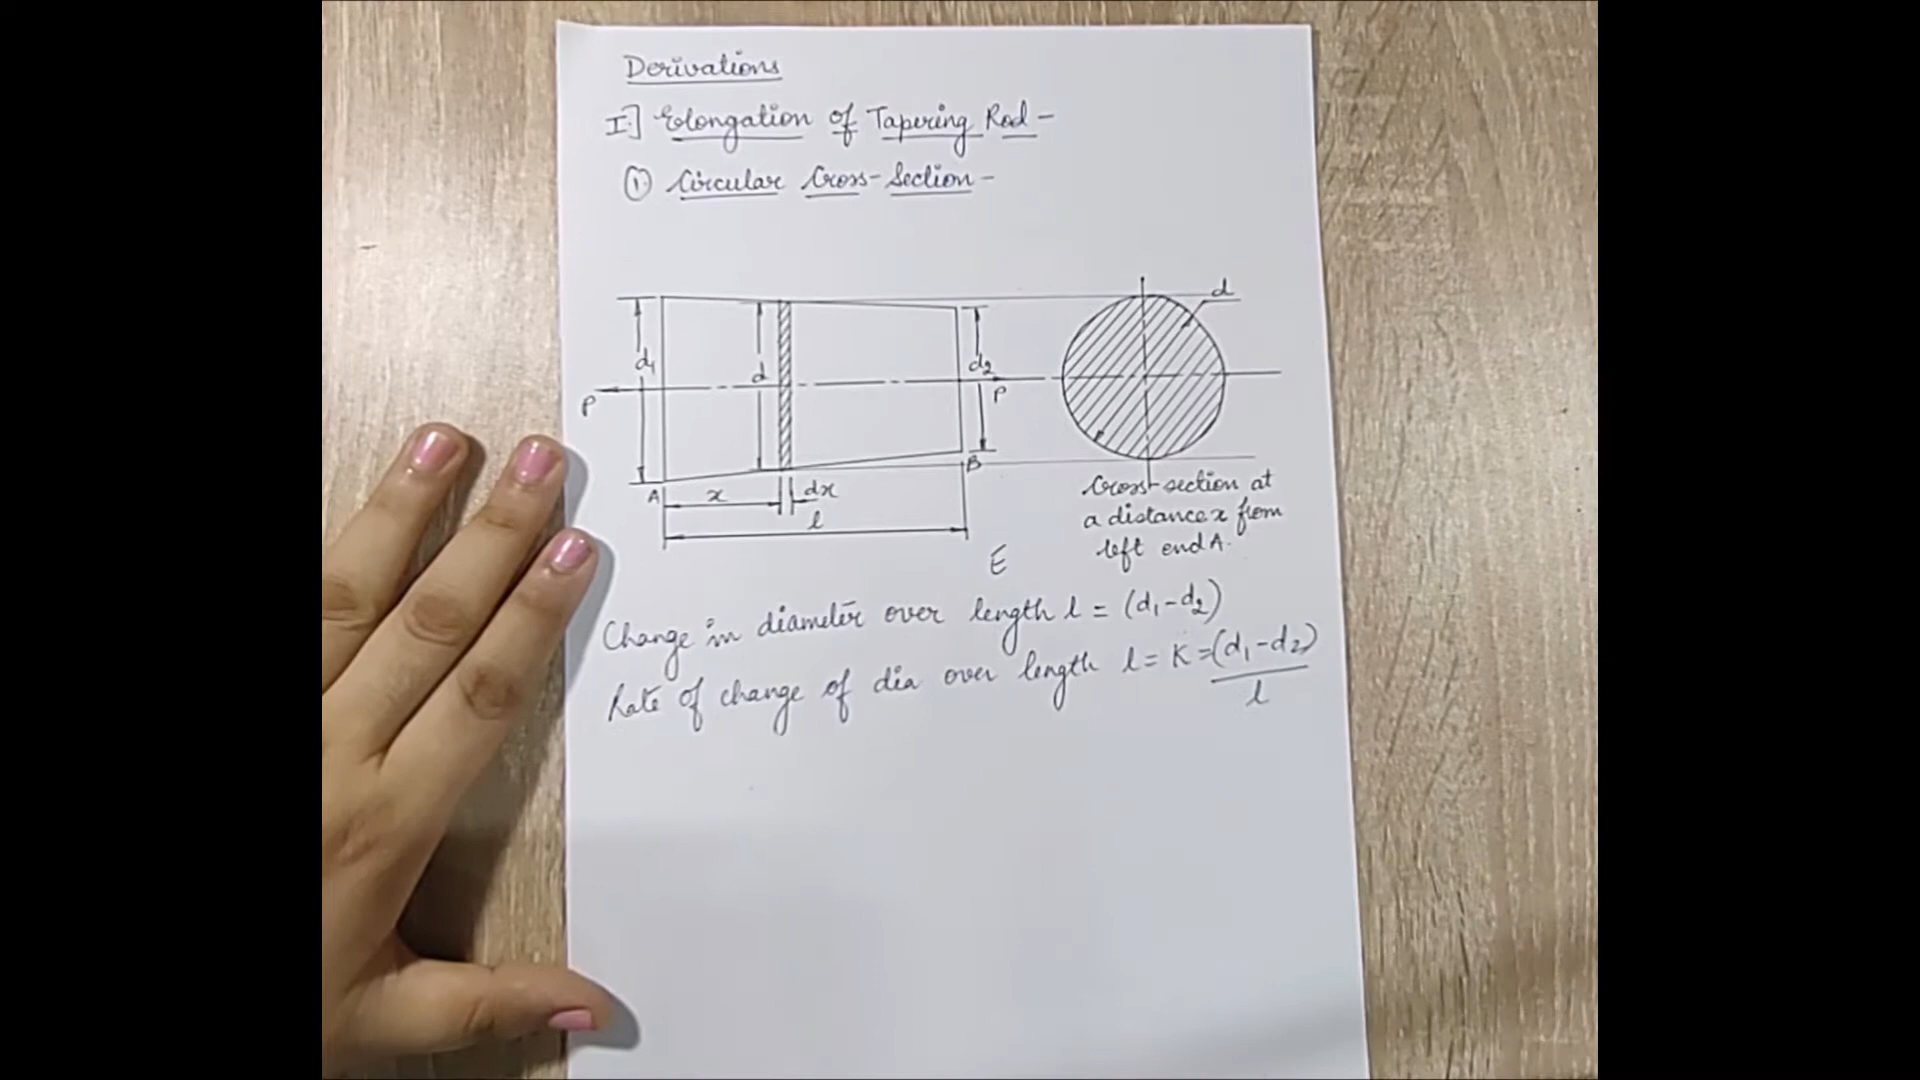 Derivations
I.] Elongation of Tapering Rod -
① Circular Cross-Section -
d
d1
d
d2
P
P
A
B
x
dx
l
Cross-section at
a distance x from
left end A.
E
Change in diameter over length l = (d1-d2)
Rate of change of dia over length l = K = (d1-d2)
l